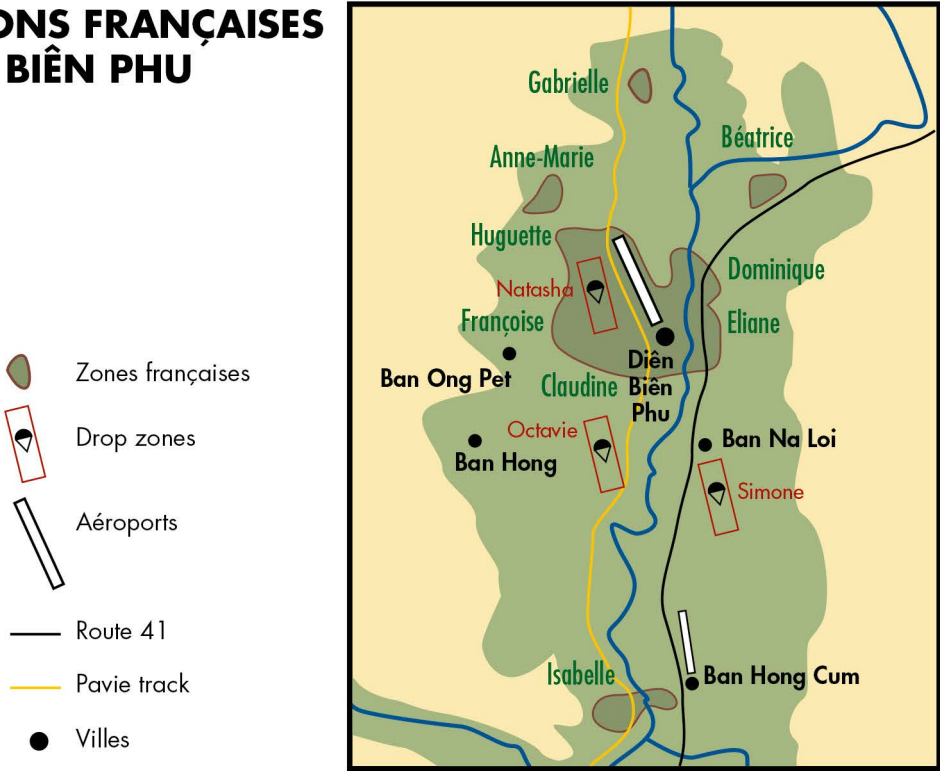 ONS FRANÇAISES
BIÊN PHU
Zones françaises
Drop zones
Aéroports
Route 41
Pavie track
Villes
Gabrielle
Béatrice
Anne-Marie
Huguette
Dominique
Natasha
Françoise
Eliane
Diên
Biên
Phu
Ban Ong Pet
Claudine
Octavie
Ban Na Loi
Ban Hong
Simone
Isabelle
Ban Hong Cum